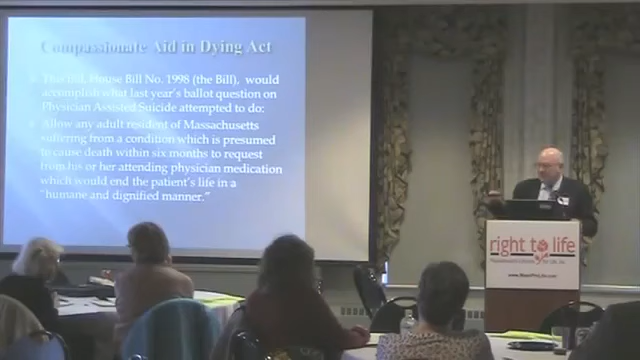 Compassionate Aid in Dying Act
This Bill, House Bill No. 1998 (the Bill), would
accomplish what last year's ballot question on
Physician Assisted Suicide attempted to do:
Allow any adult resident of Massachusetts
suffering from a condition which is presumed
to cause death within six months to request
from his or her attending physician medication
which would end the patient's life in a
"humane and dignified manner."
right to life